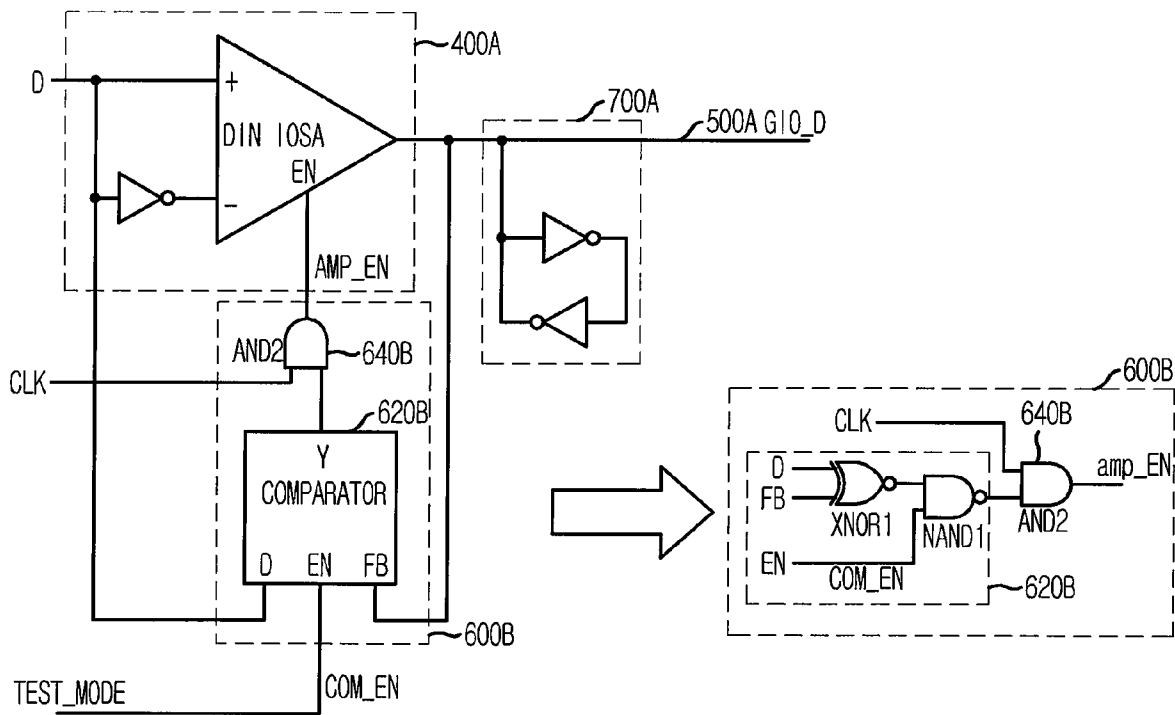 400A
D
+
DIN IOSA
EN
-
700A
500A GIO_D
AMP_EN
AND2
640B
CLK
620B
Y
COMPARATOR
D EN FB
600B
TEST_MODE
COM_EN
600B
CLK
640B
D
FB
XNOR1
NAND1
AND2
amp_EN
EN
COM_EN
620B